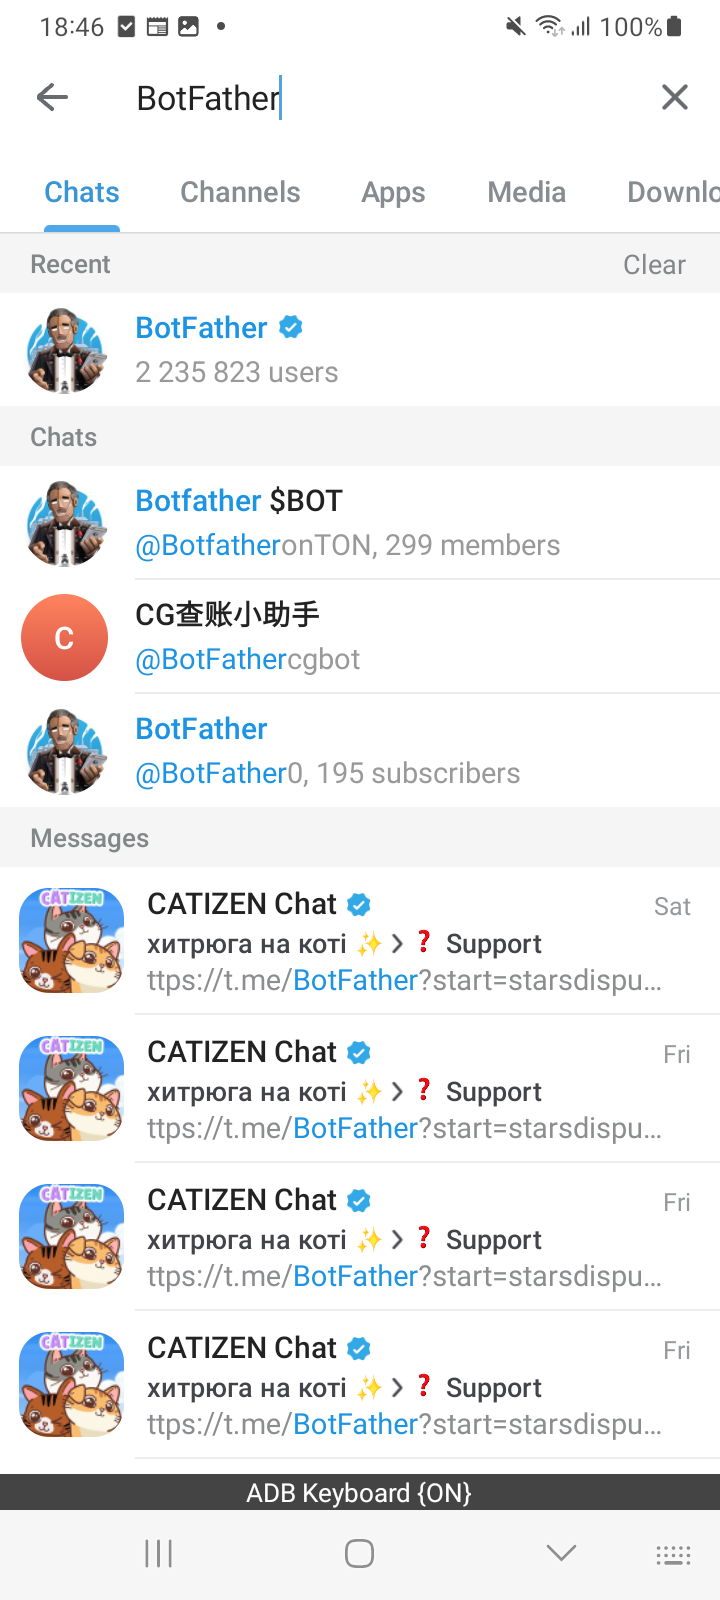 18:46
100%
BotFather
Chats Channels Apps Media Downlo
Recent Clear
BotFather
2 235 823 users
Chats
Botfather $BOT
@BotfatheronTON, 299 members
C
CG查账小助手
@BotFathercgbot
BotFather
@BotFather0, 195 subscribers
Messages
CATIZEN
CATIZEN Chat Sat
хитрюга на коті ✨ › ❓ Support
ttps://t.me/BotFather?start=starsdispu...
CATIZEN
CATIZEN Chat Fri
хитрюга на коті ✨ › ❓ Support
ttps://t.me/BotFather?start=starsdispu...
CATIZEN
CATIZEN Chat Fri
хитрюга на коті ✨ › ❓ Support
ttps://t.me/BotFather?start=starsdispu...
CATIZEN
CATIZEN Chat Fri
хитрюга на коті ✨ › ❓ Support
ttps://t.me/BotFather?start=starsdispu...
ADB Keyboard {ON}